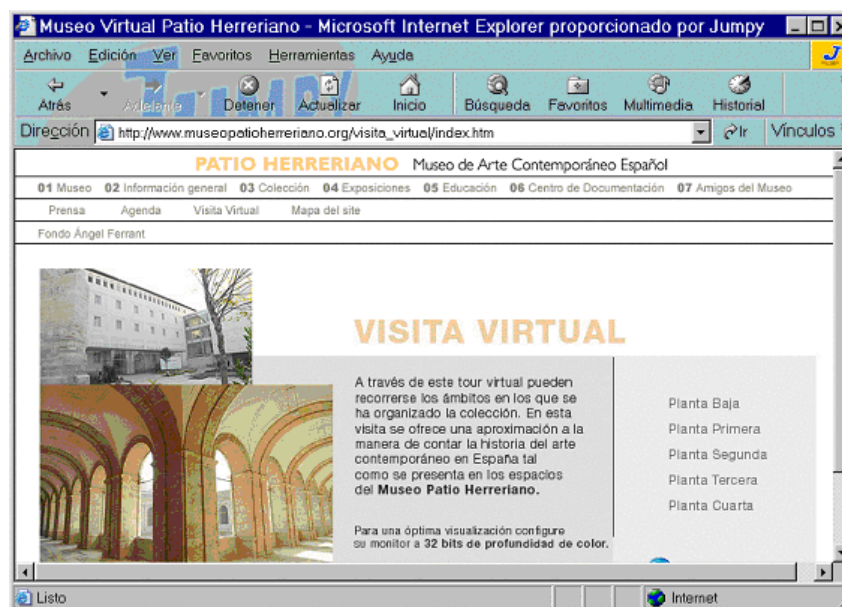 Museo Virtual Patio Herreriano - Microsoft Internet Explorer proporcionado por Jumpy
Archivo Edición Ver Favoritos Herramientas Ayuda
Atrás Adelante Detener Actualizar Inicio Búsqueda Favoritos Multimedia Historial
Dirección http://www.museopatioherreriano.org/visita_virtual/index.htm Ir Vínculos
PATIO HERRERIANO Museo de Arte Contemporáneo Español
01 Museo 02 Información general 03 Colección 04 Exposiciones 05 Educación 06 Centro de Documentación 07 Amigos del Museo
Prensa Agenda Visita Virtual Mapa del site
Fondo Ángel Ferrant
VISITA VIRTUAL
A través de este tour virtual pueden
recorrerse los ámbitos en los que se
ha organizado la colección. En esta
visita se ofrece una aproximación a la
manera de contar la historia del arte
contemporáneo en España tal
como se presenta en los espacios
del Museo Patio Herreriano.
Para una óptima visualización configure
su monitor a 32 bits de profundidad de color.
Planta Baja
Planta Primera
Planta Segunda
Planta Tercera
Planta Cuarta
Listo Internet